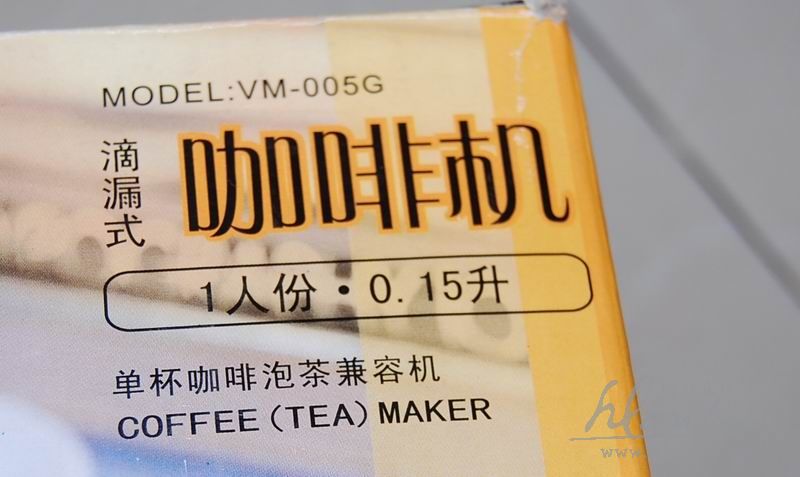 MODEL:VM-005G
滴漏式
咖啡机
1人份·0.15升
单杯咖啡泡茶兼容机
COFFEE(TEA)MAKER
www